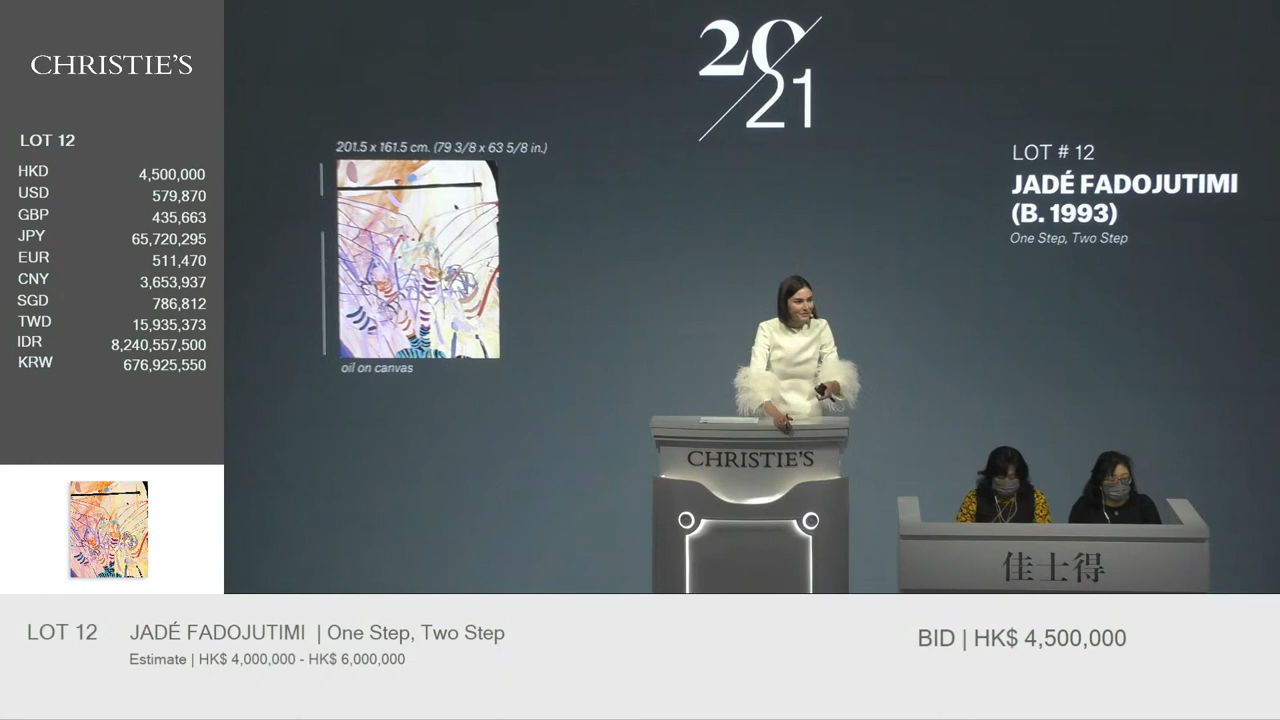 CHRISTIE'S
LOT 12
HKD 4,500,000
USD 579,870
GBP 435,663
JPY 65,720,295
EUR 511,470
CNY 3,653,937
SGD 786,812
TWD 15,935,373
IDR 8,240,557,500
KRW 676,925,550
20/21
201.5 x 161.5 cm. (79 3/8 x 63 5/8 in.)
oil on canvas
LOT # 12
JADÉ FADOJUTIMI
(B. 1993)
One Step, Two Step
CHRISTIE'S
佳士得
LOT 12 JADÉ FADOJUTIMI | One Step, Two Step
Estimate | HK$ 4,000,000 - HK$ 6,000,000
BID | HK$ 4,500,000